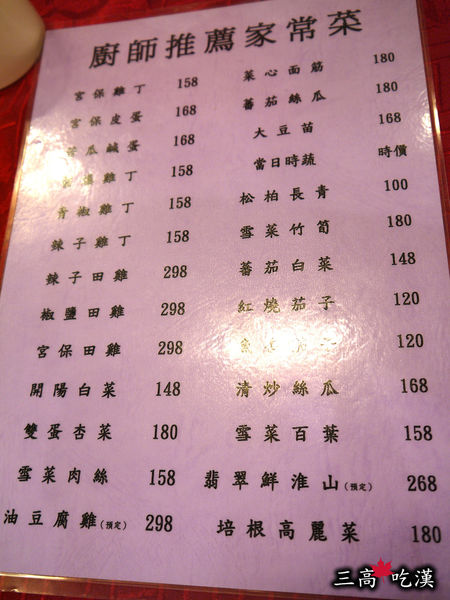 廚師推薦家常菜
宮保雞丁 158
宮保皮蛋 168
苦瓜鹹蛋 168
雞丁 158
青椒雞丁 158
辣子雞丁 158
辣子田雞 298
椒鹽田雞 298
宮保田雞 298
開陽白菜 148
雙蛋杏菜 180
雪菜肉絲 158
油豆腐雞(預定) 298
菜心面筋 180
蕃茄絲瓜 180
大豆苗 168
當日時蔬 時價
松柏長青 100
雪菜竹筍 180
蕃茄白菜 148
紅燒茄子 120
120
清炒絲瓜 168
雪菜百葉 158
翡翠鮮淮山(預定) 268
培根高麗菜 180
三高吃漢